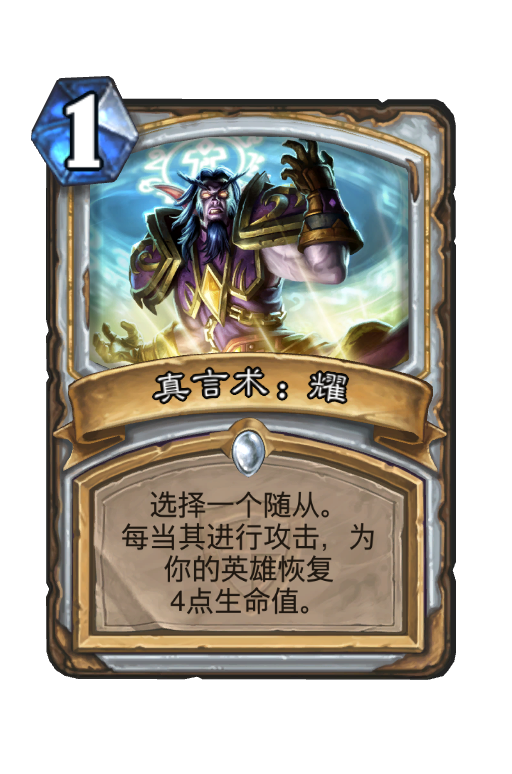 1
真言术：耀
选择一个随从。
每当其进行攻击，为
你的英雄恢复
4点生命值。